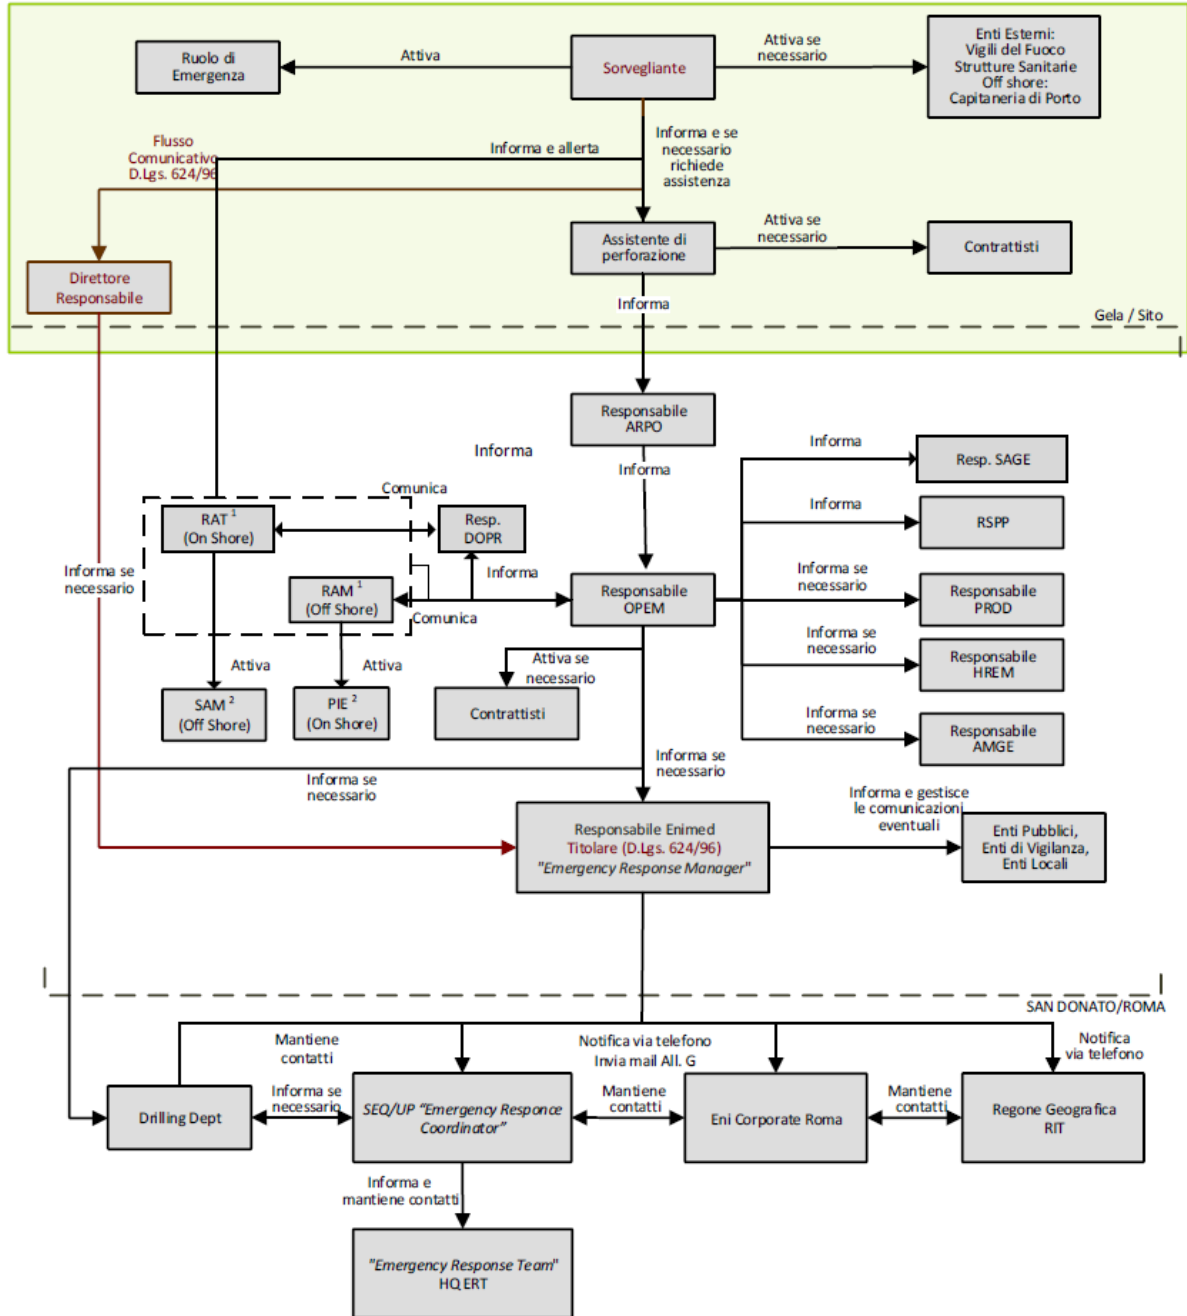 Ruolo di
Emergenza
Attiva
Sorvegliante
Attiva se
necessario
Enti Esterni:
Vigili del Fuoco
Strutture Sanitarie
Off shore:
Capitaneria di Porto
Flusso
Comunicativo
D.Lgs. 624/96
Informa e allerta
Informa e se
necessario
richiede
assistenza
Direttore
Responsabile
Assistente di
perforazione
Attiva se
necessario
Contrattisti
Informa
Gela / Sito
Responsabile
ARPO
Informa
Informa
Informa
Resp. SAGE
Comunica
RAT 1
(On Shore)
Resp.
DOPR
Informa
RSPP
Informa se
necessario
RAM 1
(Off Shore)
Informa
Comunica
Responsabile
OPEM
Informa se
necessario
Responsabile
PROD
Attiva
Attiva
Attiva se
necessario
Informa se
necessario
Responsabile
HREM
SAM 2
(Off Shore)
PIE 2
(On Shore)
Contrattisti
Informa se
necessario
Responsabile
AMGE
Informa se
necessario
Informa se
necessario
Responsabile Enimed
Titolare (D.Lgs. 624/96)
"Emergency Response Manager"
Informa e gestisce
le comunicazioni
eventuali
Enti Pubblici,
Enti di Vigilanza,
Enti Locali
SAN DONATO/ROMA
Mantiene
contatti
Notifica via telefono
Invia mail All. G
Notifica
via telefono
Drilling Dept
Informa se
necessario
SEQ/UP “Emergency Responce
Coordinator”
Mantiene
contatti
Eni Corporate Roma
Mantiene
contatti
Regone Geografica
RIT
Informa e
mantiene contatti
"Emergency Response Team"
HQ ERT